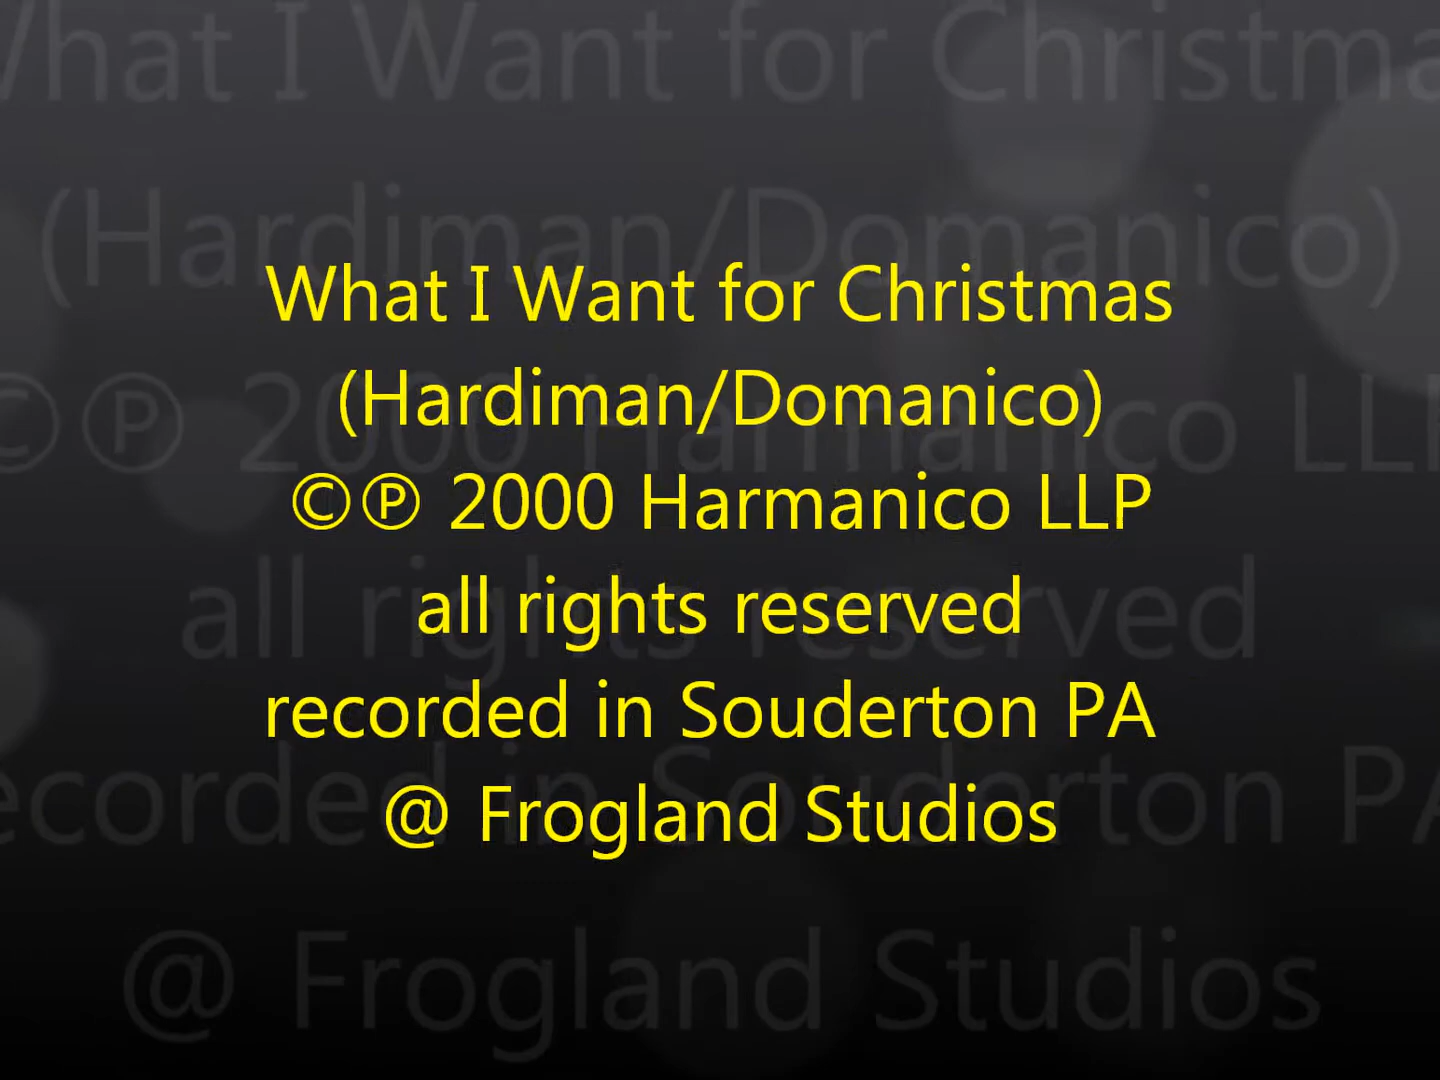 What I Want for Christmas
(Hardiman/Domanico)
©℗ 2000 Harmanico LLP
all rights reserved
recorded in Souderton PA
@ Frogland Studios